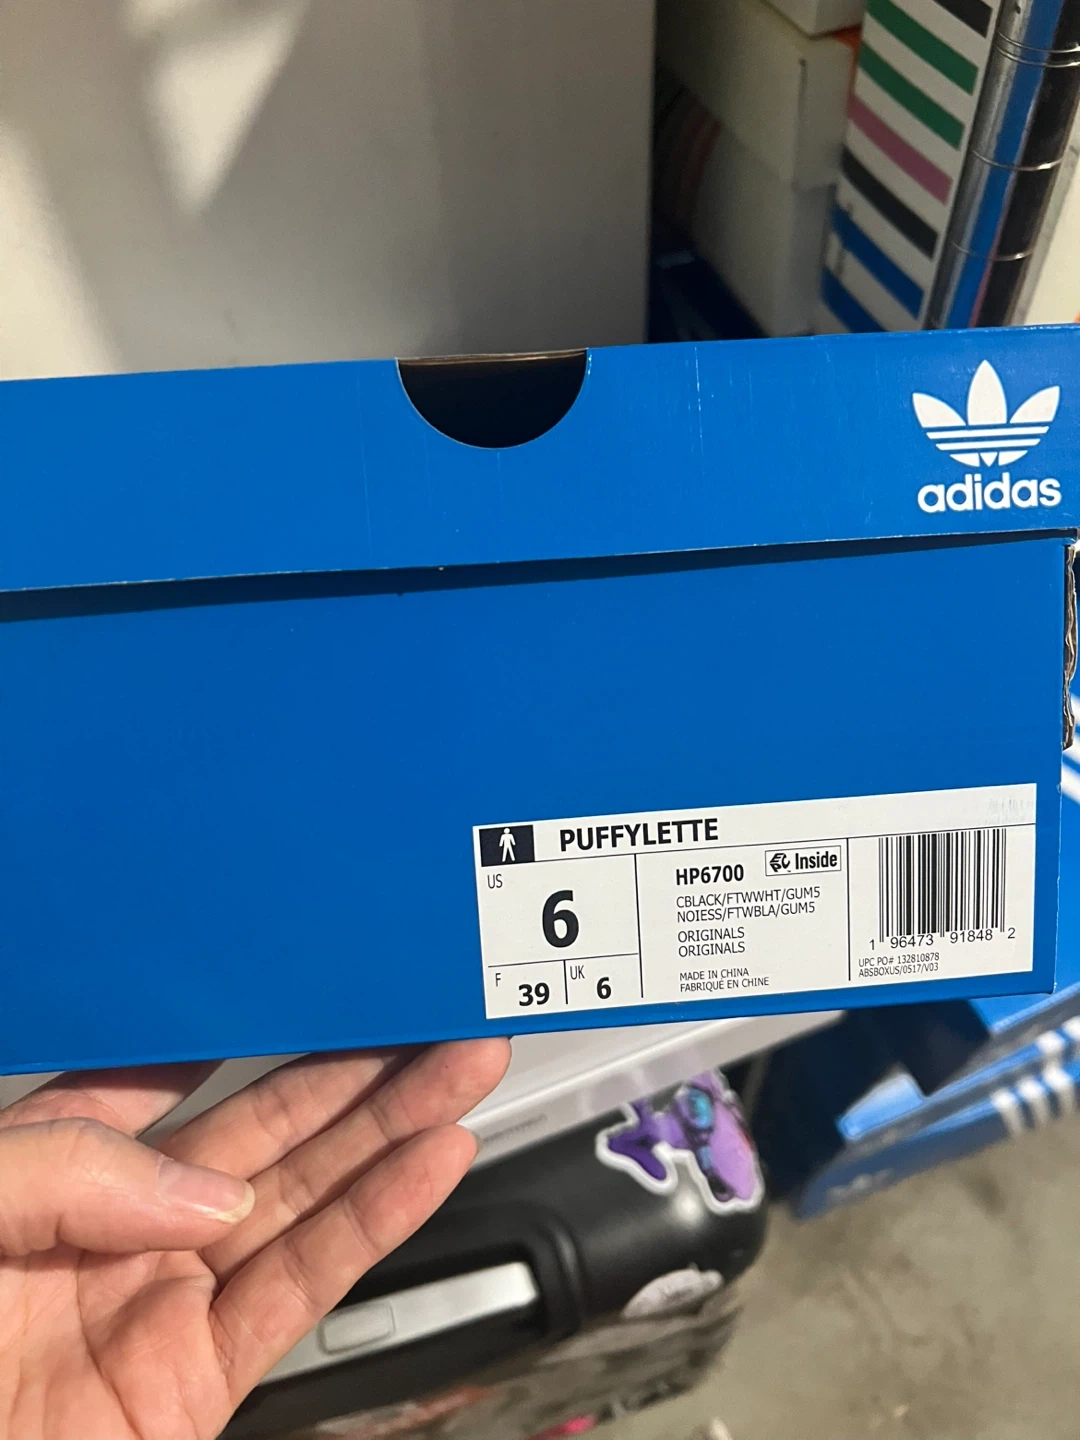 adidas
PUFFYLETTE
US
6
F
39
UK
6
HP6700
Inside
CBLACK/FTWWHT/GUM5
NOIESS/FTWBLA/GUM5
ORIGINALS
ORIGINALS
MADE IN CHINA
FABRIQUÉ EN CHINE
1 96473 91848 2
UPC PO# 132810878
ABSBOXUS/0517/V03